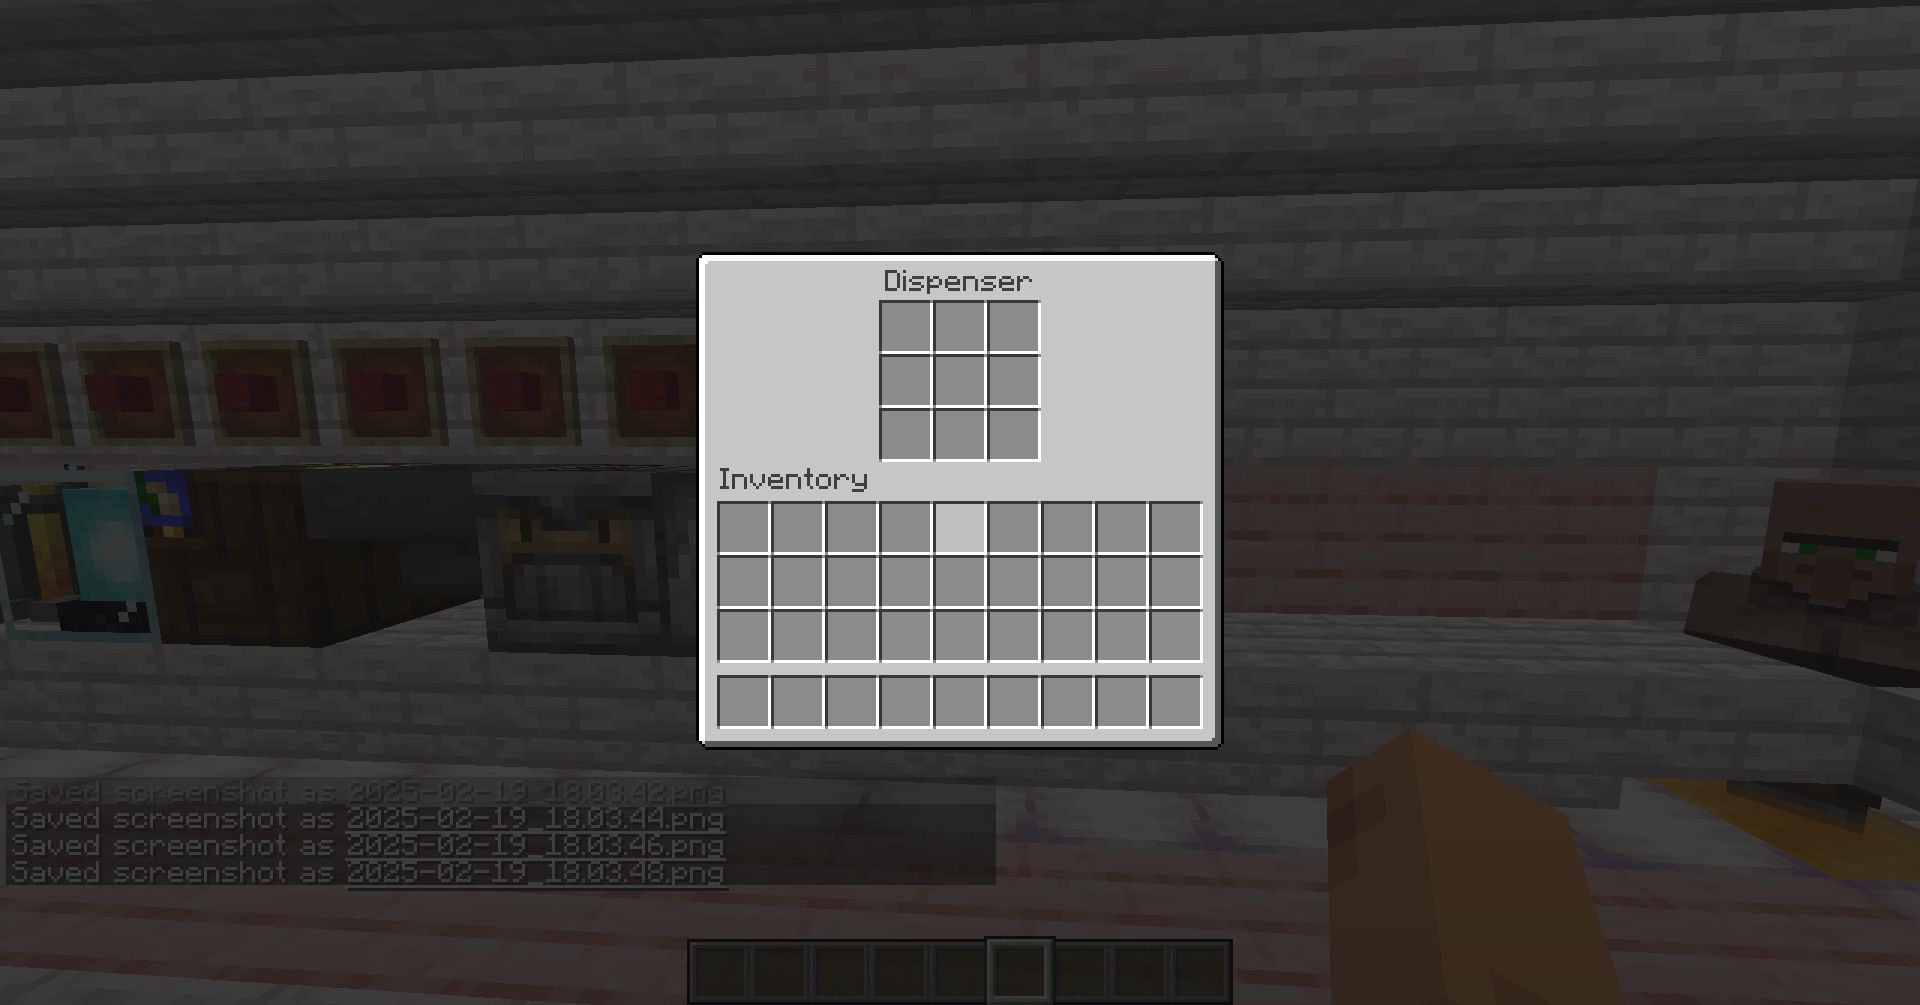 Dispenser
Inventory
Saved screenshot as 2025-02-19_18.03.42.png
Saved screenshot as 2025-02-19_18.03.44.png
Saved screenshot as 2025-02-19_18.03.46.png
Saved screenshot as 2025-02-19_18.03.48.png